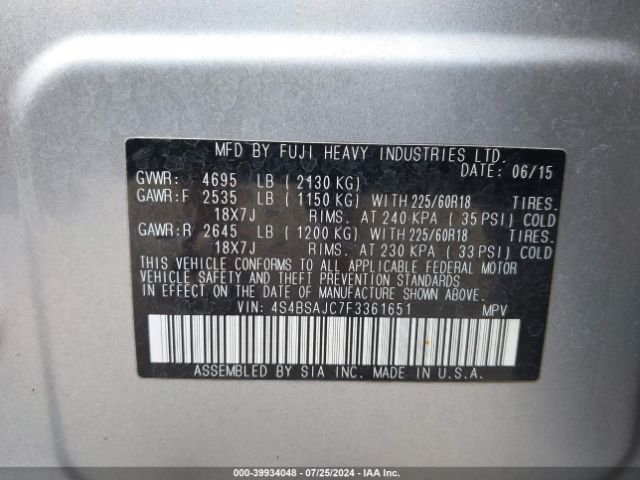 MFD BY FUJI HEAVY INDUSTRIES LTD.
DATE: 06/15
GVWR: 4695 LB ( 2130 KG)
GAWR:F 2535 LB ( 1150 KG) WITH 225/60R18 TIRES.
18X7J RIMS. AT 240 KPA ( 35 PSI) COLD
GAWR:R 2645 LB ( 1200 KG) WITH 225/60R18 TIRES.
18X7J RIMS. AT 230 KPA ( 33 PSI) COLD
THIS VEHICLE CONFORMS TO ALL APPLICABLE FEDERAL MOTOR
VEHICLE SAFETY AND THEFT PREVENTION STANDARDS
IN EFFECT ON THE DATE OF MANUFACTURE SHOWN ABOVE.
VIN: 4S4BSAJC7F3361651 MPV
ASSEMBLED BY SIA INC. MADE IN U.S.A.
000-39934048 - 07/25/2024 - IAA Inc.